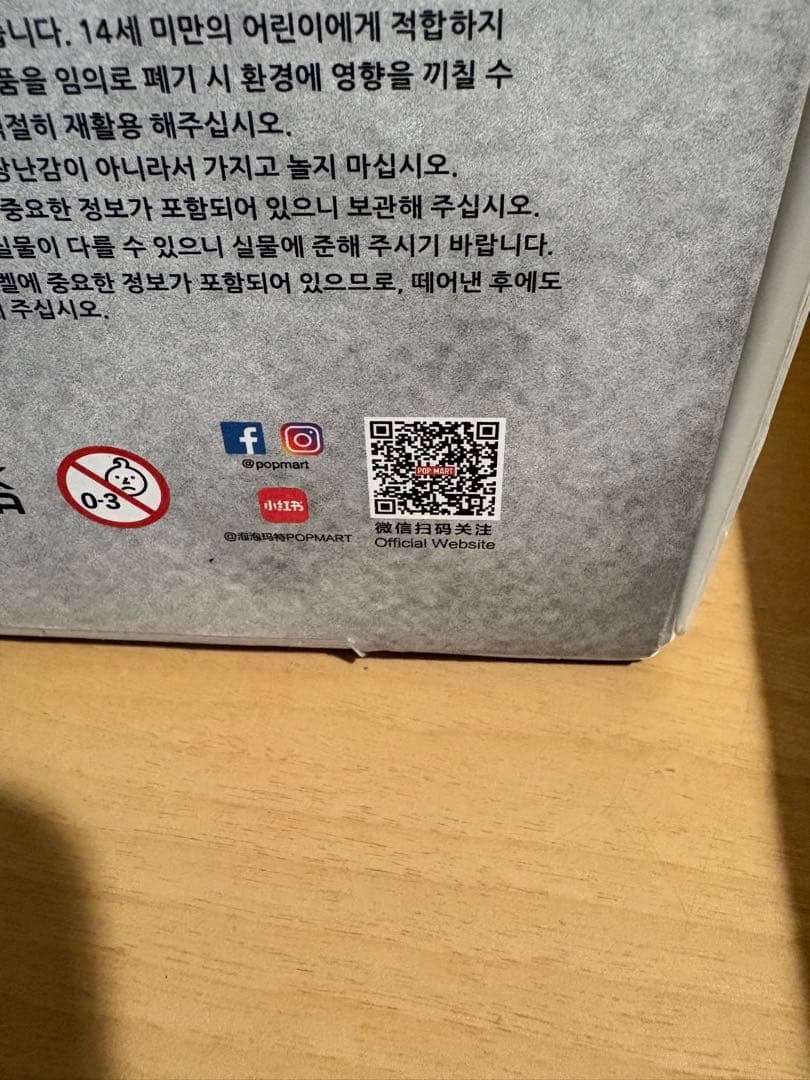 습니다. 14세 미만의 어린이에게 적합하지
품을 임의로 폐기 시 환경에 영향을 끼칠 수
적절히 재활용 해주십시오.
장난감이 아니라서 가지고 놀지 마십시오.
중요한 정보가 포함되어 있으니 보관해 주십시오.
실물이 다를 수 있으니 실물에 준해 주시기 바랍니다.
벨에 중요한 정보가 포함되어 있으므로, 떼어낸 후에도
주십시오.
0-3
@popmart
小红书
@泡泡玛特POPMART
POP MART
微信扫码关注
Official Website